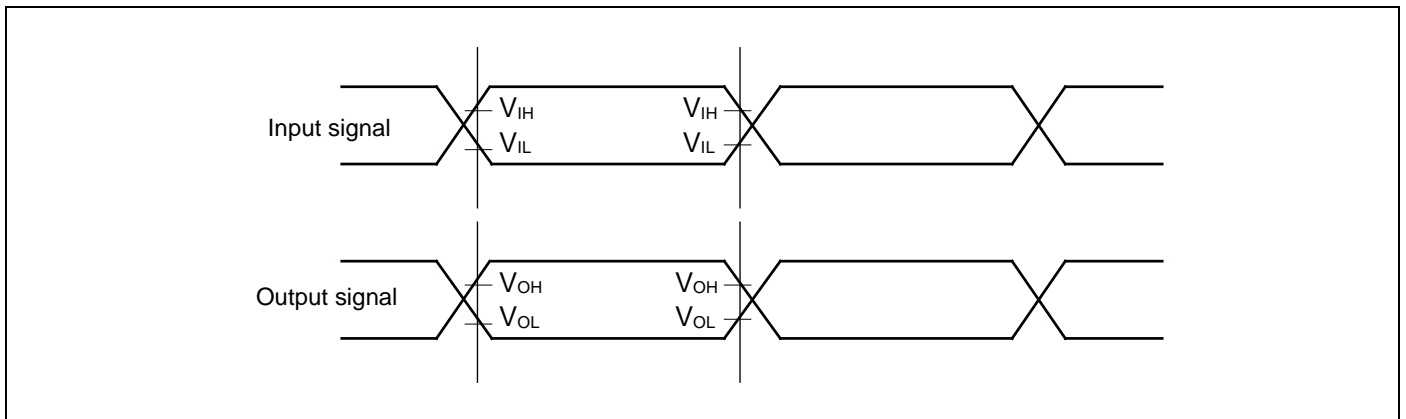 VIH VIH
Input signal
VIL VIL
VOH VOH
Output signal
VOL VOL